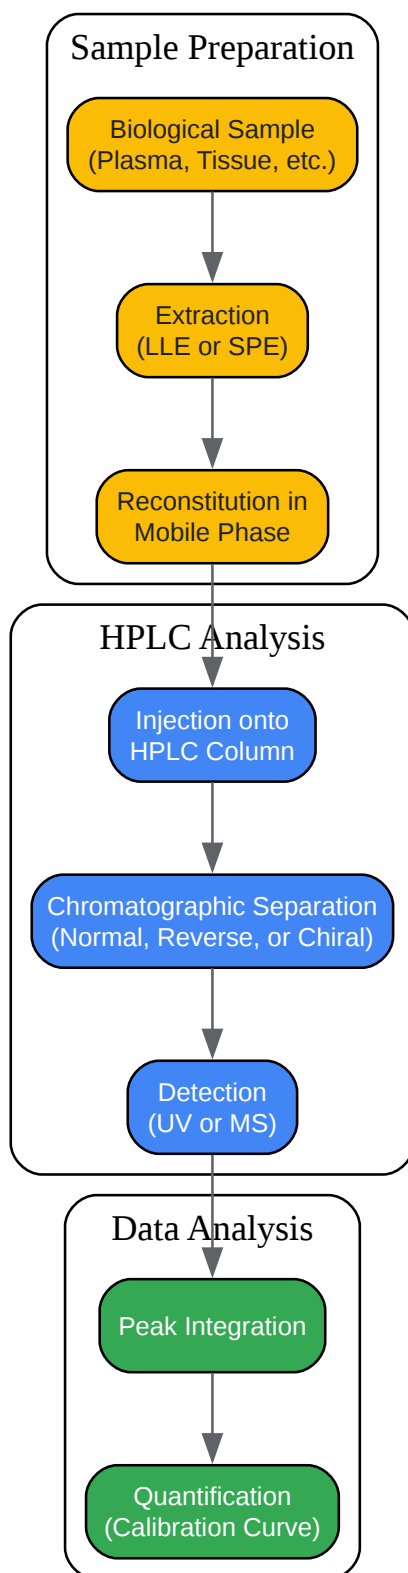 Sample Preparation
Biological Sample
(Plasma, Tissue, etc.)
Extraction
(LLE or SPE)
Reconstitution in
Mobile Phase
HPLC Analysis
Injection onto
HPLC Column
Chromatographic Separation
(Normal, Reverse, or Chiral)
Detection
(UV or MS)
Data Analysis
Peak Integration
Quantification
(Calibration Curve)